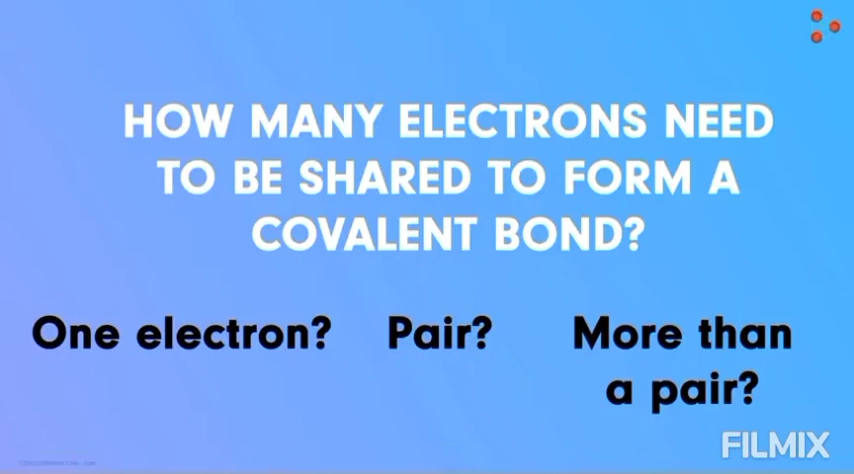 HOW MANY ELECTRONS NEED
TO BE SHARED TO FORM A
COVALENT BOND?
One electron?
Pair?
More than
a pair?
FILMIX